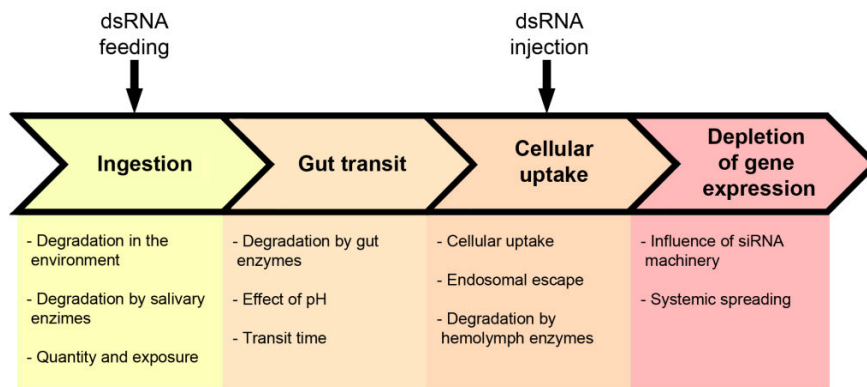 dsRNA
feeding
dsRNA
injection
Ingestion
Gut transit
Cellular
uptake
Depletion
of gene
expression
- Degradation in the
environment
- Degradation by salivary
enzimes
- Quantity and exposure
- Degradation by gut
enzymes
- Effect of pH
- Transit time
- Cellular uptake
- Endosomal escape
- Degradation by
hemolymph enzymes
- Influence of siRNA
machinery
- Systemic spreading